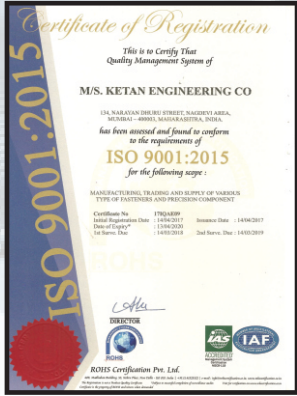 Certificate of Registration
This is to Certify That
Quality Management System of
M/S. KETAN ENGINEERING CO
134, NARAYAN DHURU STREET, NAGDEVI AREA,
MUMBAI - 400003, MAHARASHTRA, INDIA.
has been assessed and found to conform
to the requirements of
ISO 9001:2015
for the following scope :
MANUFACTURING, TRADING AND SUPPLY OF VARIOUS
TYPE OF FASTENERS AND PRECISION COMPONENT
Certificate No
Initial Registration Date : 14/04/2017 Issuance Date : 14/04/2017
Date of Expiry* : 13/04/2020
1st Surve. Due : 14/03/2018 2nd Surve. Due : 14/03/2019
ISO 9001:2015
ROHS
DIRECTOR
ROHS
IAS
ACCREDITED
IAF
ROHS Certification Pvt. Ltd.